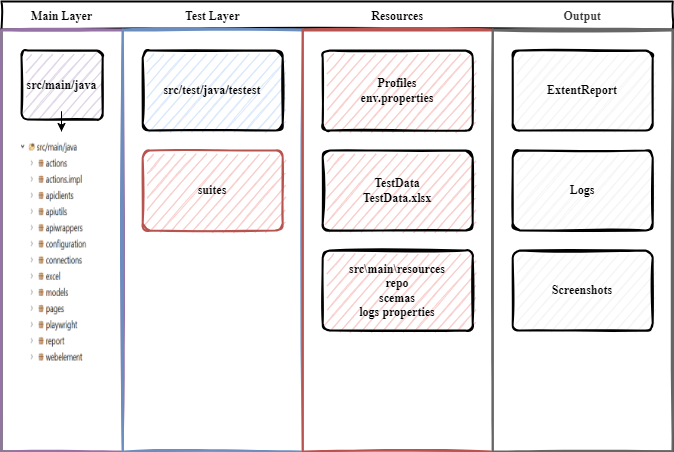 Main Layer
Test Layer
Resources
Output
src/main/java
src/main/java
actions
actions.impl
apidients
apiutils
apiwrappers
configuration
connections
excel
models
pages
playwright
report
webelement
src/test/java/testest
suites
Profiles
env.properties
TestData
TestData.xlsx
src\main\resources
repo
scemas
logs properties
ExtentReport
Logs
Screenshots